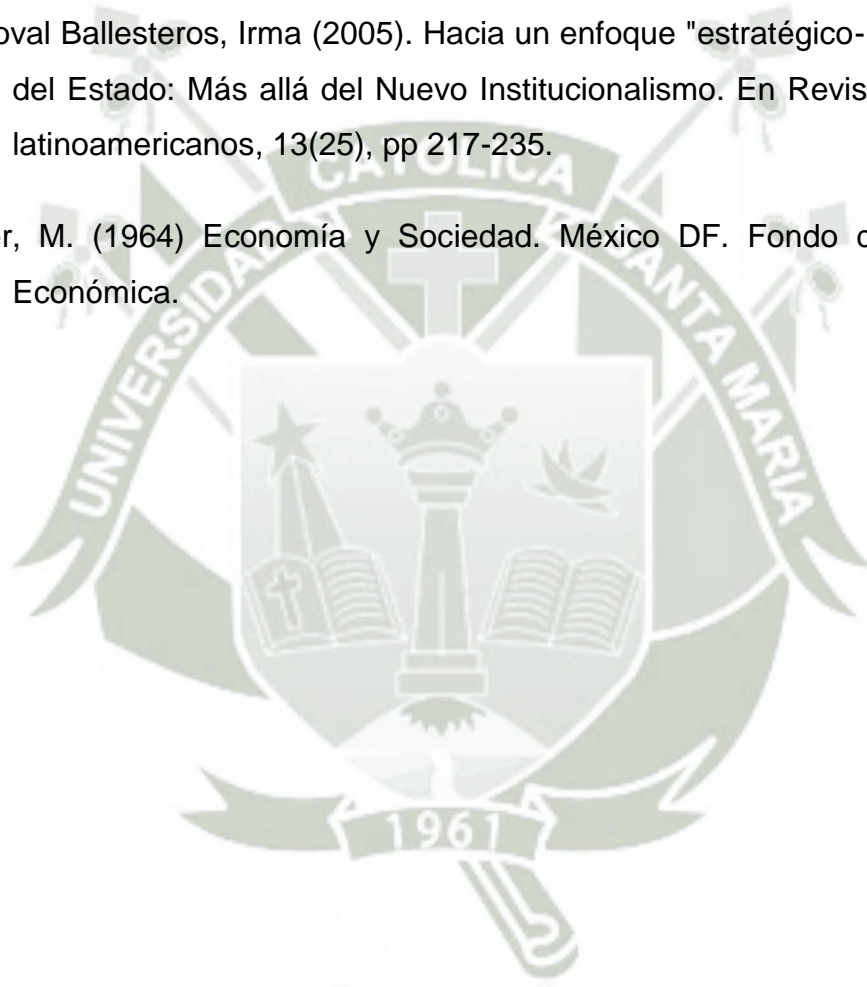 oval Ballesteros, Irma (2005). Hacia un enfoque "estratégico-
del Estado: Más allá del Nuevo Institucionalismo. En Revis
latinoamericanos, 13(25), pp 217-235.
r, M. (1964) Economía y Sociedad. México DF. Fondo
Económica.
UNIVERSIDAD CATOLICA SANTA MARIA
1961